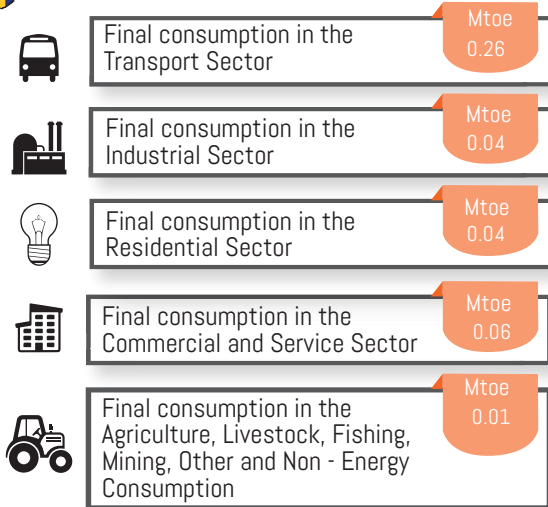 Final consumption in the
Transport Sector
Mtoe
0.26
Final consumption in the
Industrial Sector
Mtoe
0.04
Final consumption in the
Residential Sector
Mtoe
0.04
Final consumption in the
Commercial and Service Sector
Mtoe
0.06
Final consumption in the
Agriculture, Livestock, Fishing,
Mining, Other and Non - Energy
Consumption
Mtoe
0.01